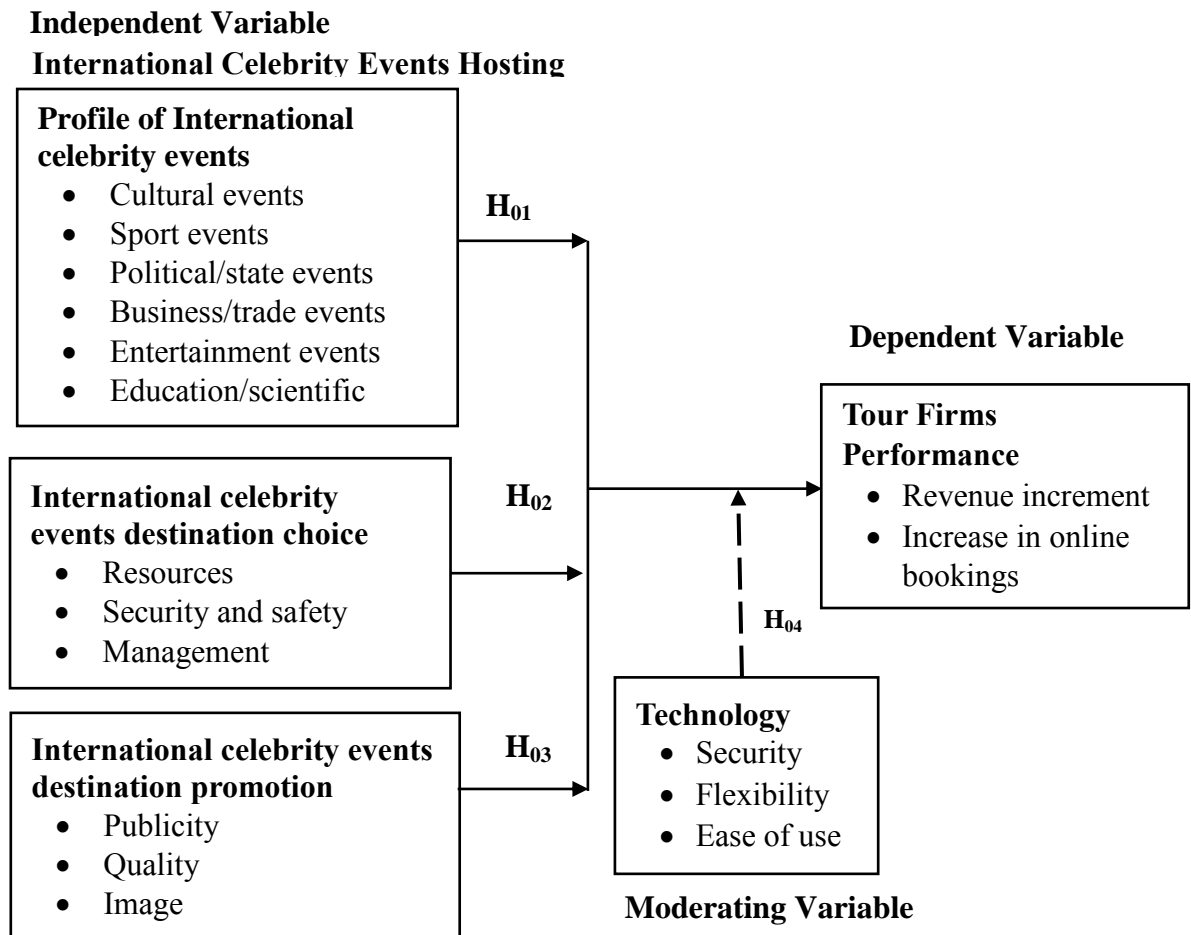 Independent Variable
International Celebrity Events Hosting
Profile of International
celebrity events
• Cultural events
• Sport events
• Political/state events
• Business/trade events
• Entertainment events
• Education/scientific
H01
International celebrity
events destination choice
• Resources
• Security and safety
• Management
H02
International celebrity events
destination promotion
• Publicity
• Quality
• Image
H03
Dependent Variable
Tour Firms
Performance
• Revenue increment
• Increase in online
bookings
H04
Technology
• Security
• Flexibility
• Ease of use
Moderating Variable